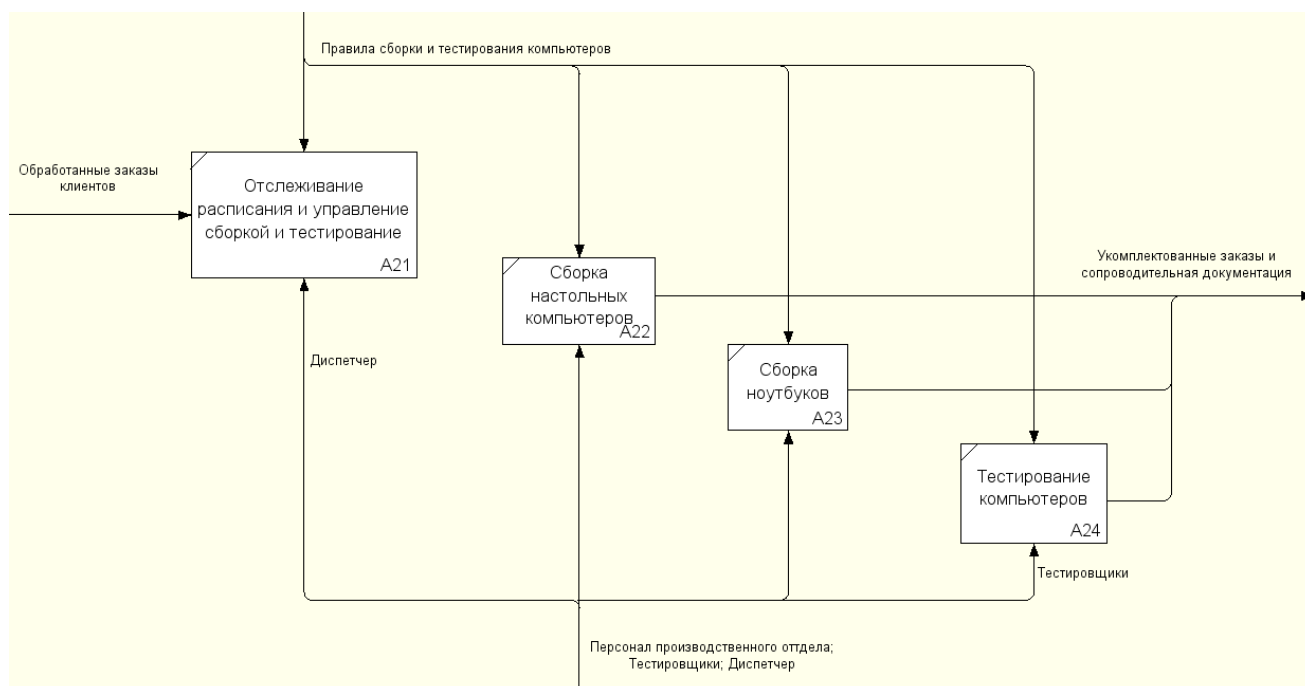 Правила сборки и тестирования компьютеров
Обработанные заказы
клиентов
Отслеживание
расписания и управление
сборкой и тестирование
A21
Сборка
настольных
компьютеров
A22
Укомплектованные заказы и
сопроводительная документация
Диспетчер
Сборка
ноутбуков
A23
Тестирование
компьютеров
A24
Тестировщики
Персонал производственного оттдела;
Тестировщики; Диспетчер